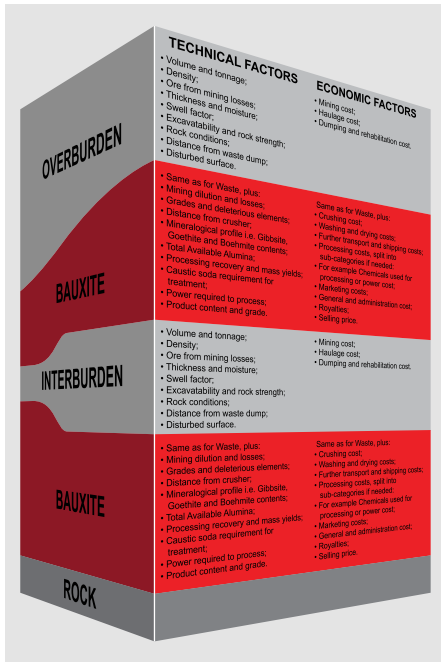 OVERBURDEN
TECHNICAL FACTORS
• Volume and tonnage;
• Density;
• Ore from mining losses;
• Thickness and moisture;
• Swell factor;
• Excavatability and rock strength;
• Rock conditions;
• Distance from waste dump;
• Disturbed surface.
ECONOMIC FACTORS
• Mining cost;
• Haulage cost;
• Dumping and rehabilitation cost.
BAUXITE
• Same as for Waste, plus:
• Mining dilution and losses;
• Grades and deleterious elements;
• Distance from crusher;
• Mineralogical profile i.e. Gibbsite,
Goethite and Boehmite contents;
• Total Available Alumina;
• Processing recovery and mass yields;
• Caustic soda requirement for
treatment;
• Power required to process;
• Product content and grade.
Same as for Waste, plus:
• Crushing cost;
• Washing and drying costs;
• Further transport and shipping costs;
• Processing costs, split into
sub-categories if needed:
• For example Chemicals used for
processing or power cost;
• Marketing costs;
• General and administration cost;
• Royalties;
• Selling price.
INTERBURDEN
• Volume and tonnage;
• Density;
• Ore from mining losses;
• Thickness and moisture;
• Swell factor;
• Excavatability and rock strength;
• Rock conditions;
• Distance from waste dump;
• Disturbed surface.
• Mining cost;
• Haulage cost;
• Dumping and rehabilitation cost.
BAUXITE
• Same as for Waste, plus:
• Mining dilution and losses;
• Grades and deleterious elements;
• Distance from crusher;
• Mineralogical profile i.e. Gibbsite,
Goethite and Boehmite contents;
• Total Available Alumina;
• Processing recovery and mass yields;
• Caustic soda requirement for
treatment;
• Power required to process;
• Product content and grade.
Same as for Waste, plus:
• Crushing cost;
• Washing and drying costs;
• Further transport and shipping costs;
• Processing costs, split into
sub-categories if needed:
• For example Chemicals used for
processing or power cost;
• Marketing costs;
• General and administration cost;
• Royalties;
• Selling price.
ROCK